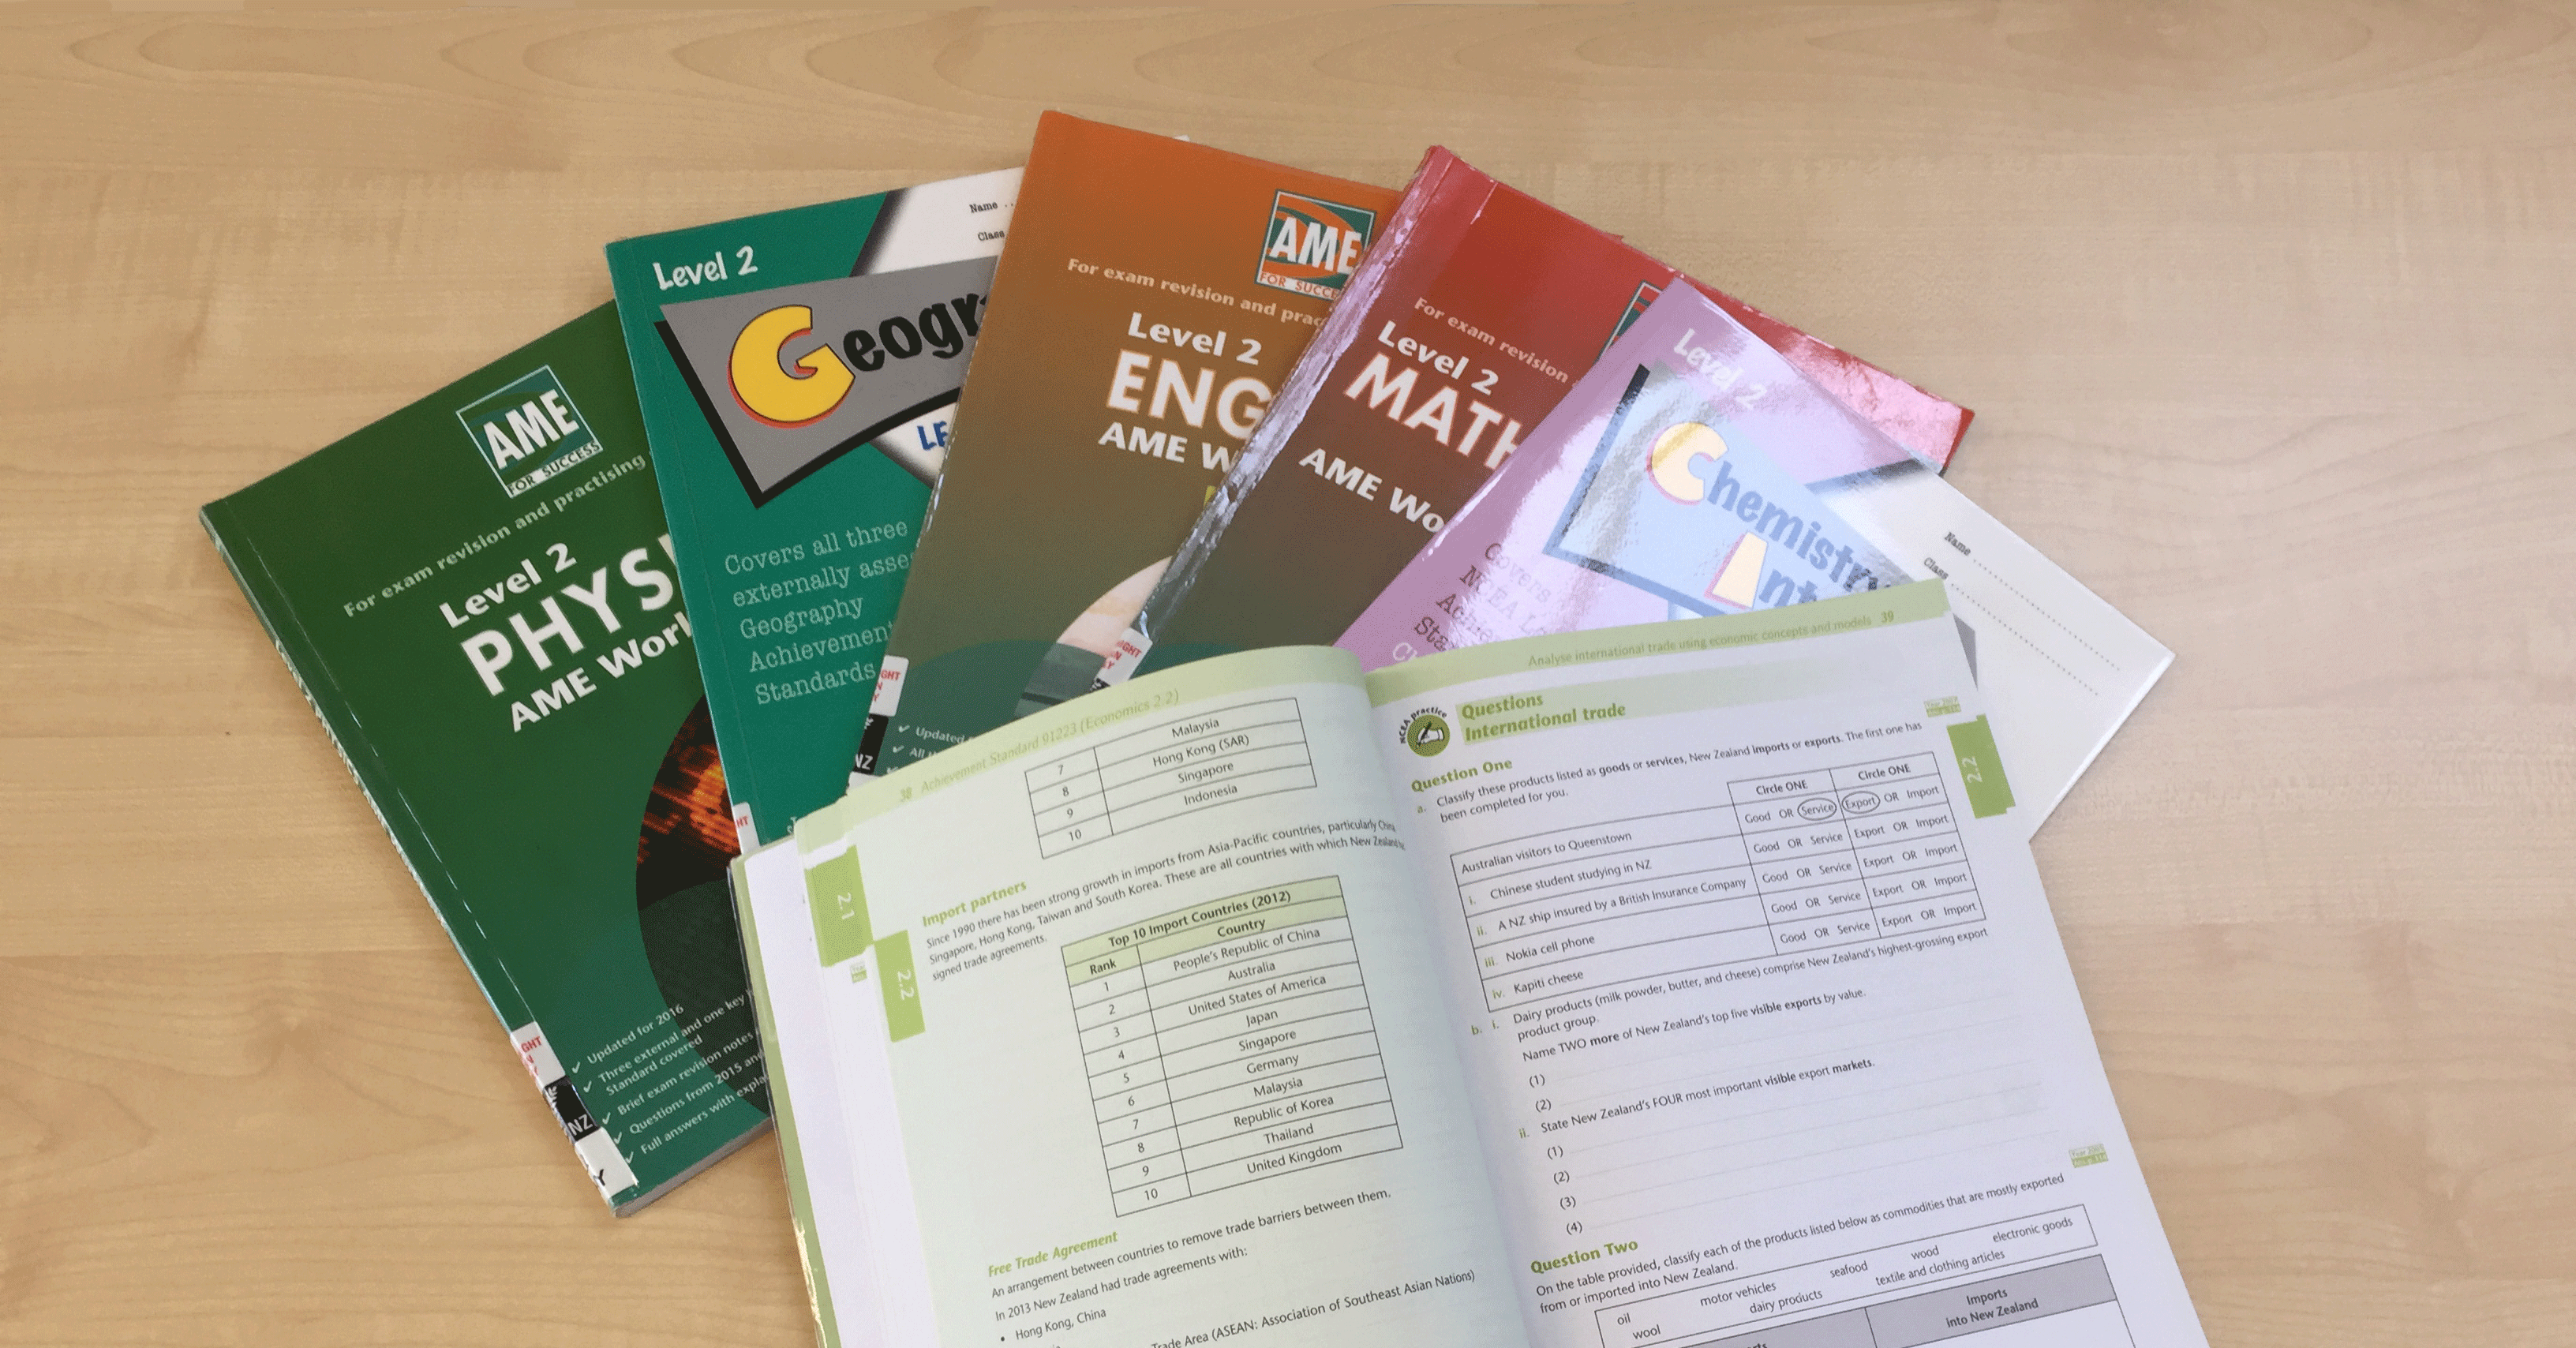 AME
FOR SUCCESS
For exam revision and practising
Level 2
PHYS
AME Work
Updated for 2016
Three external and one key
Standard covered
Brief exam revision notes
Questions from 2015 and
Full answers with
GHT
NZ
Y
Level 2
Name
Class
Geogr
LE
Covers all three
externally asse
Geography
Achievement
Standards
HT
AME
FOR SUCCE
For exam revision and prac
Level 2
ENG
AME W
Updated
All
GHT
N
NZ
For exam revision
Level 2
MATH
AME Wo
IGHT
N
LY
Level 2
Chemistry
Ant
Covers
NCEA L
Achie
Sta
Name
Class
38 Achievement Standard 91223 (Economics 2.2)
7 Malaysia
8 Hong Kong (SAR)
9 Singapore
10 Indonesia
2.1
2.2
Import partners
Since 1990 there has been strong growth in imports from Asia-Pacific countries, particularly China,
Singapore, Hong Kong, Taiwan and South Korea. These are all countries with which New Zealand
signed trade agreements.
Top 10 Import Countries (2012)
Rank Country
1 People's Republic of China
2 Australia
3 United States of America
4 Japan
5 Singapore
6 Germany
7 Malaysia
8 Republic of Korea
9 Thailand
10 United Kingdom
Free Trade Agreement
An arrangement between countries to remove trade barriers between them.
In 2013 New Zealand had trade agreements with:
• Hong Kong, China
Trade Area (ASEAN: Association of Southeast Asian Nations)
Analyse international trade using economic concepts and models 39
NCEA practice
Questions
International trade
2.2
Question One
a. Classify these products listed as goods or services, New Zealand imports or exports. The first one has
been completed for you.
Circle ONE Circle ONE
Australian visitors to Queenstown Good OR Service Export OR Import
i. Chinese student studying in NZ Good OR Service Export OR Import
ii. A NZ ship insured by a British Insurance Company Good OR Service Export OR Import
iii. Nokia cell phone Good OR Service Export OR Import
iv. Kapiti cheese Good OR Service Export OR Import
b. i. Dairy products (milk powder, butter, and cheese) comprise New Zealand's highest-grossing export
product group.
Name TWO more of New Zealand's top five visible exports by value.
(1)
(2)
ii. State New Zealand's FOUR most important visible export markets.
(1)
(2)
(3)
(4)
Question Two
On the table provided, classify each of the products listed below as commodities that are mostly exported
from or imported into New Zealand.
oil motor vehicles seafood wood electronic goods
wool dairy products textile and clothing articles
Imports
into New Zealand